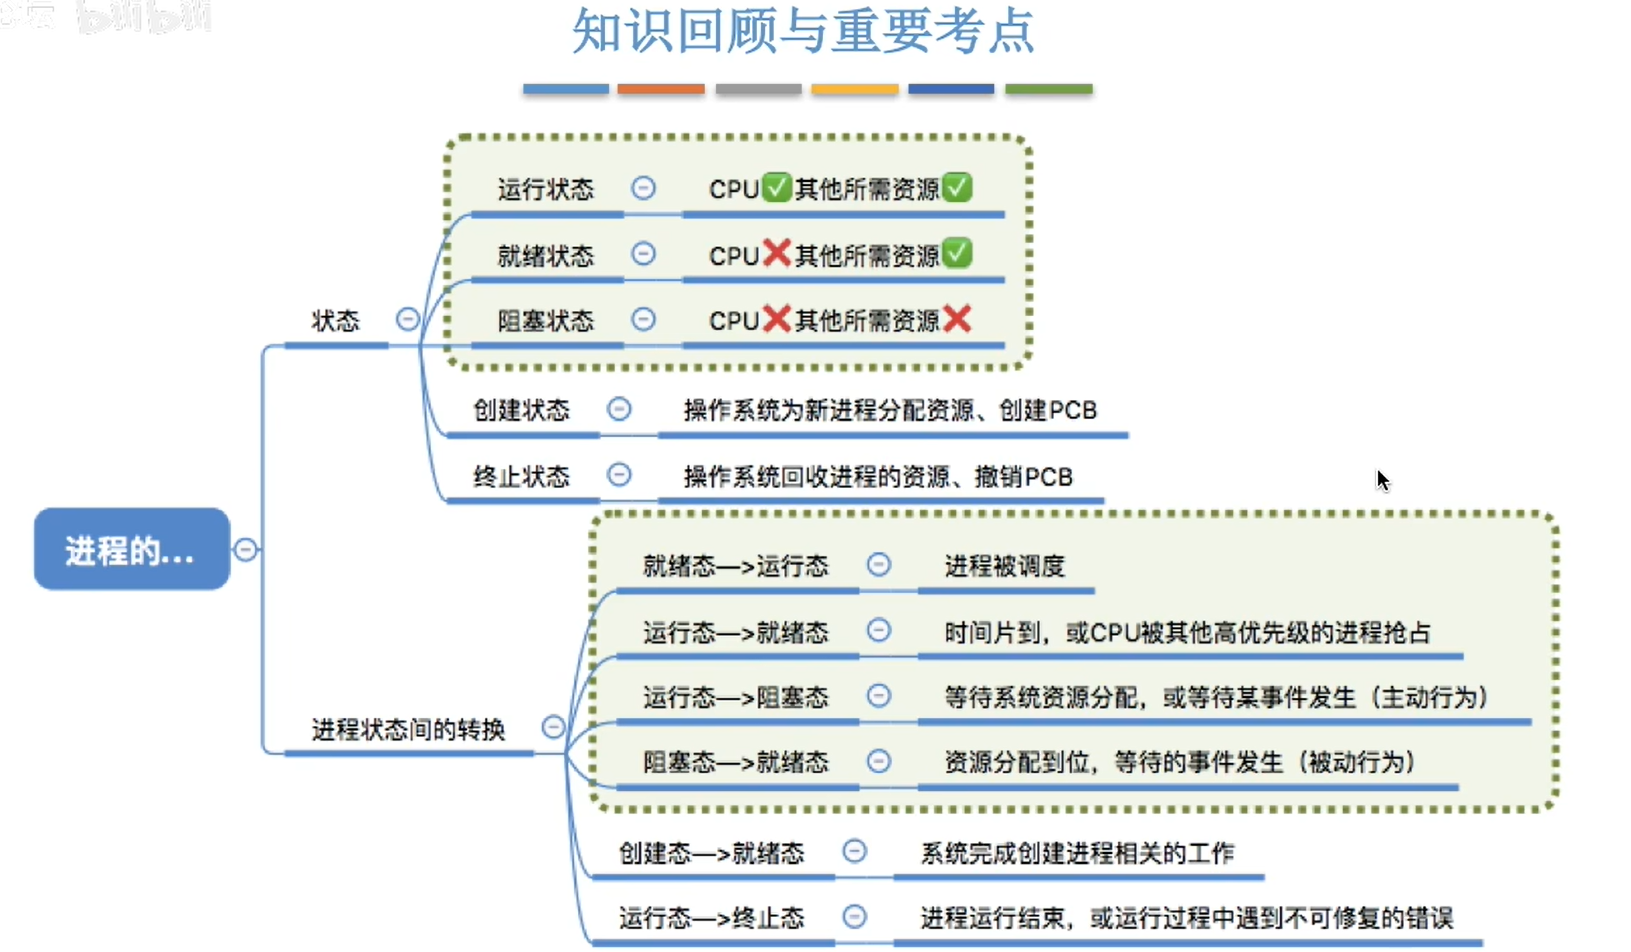 知识回顾与重要考点
运行状态 CPU✅其他所需资源✅
就绪状态 CPU❌其他所需资源✅
状态
阻塞状态 CPU❌其他所需资源❌
创建状态 操作系统为新进程分配资源、创建PCB
终止状态 操作系统回收进程的资源、撤销PCB
进程的...
就绪态—>运行态 进程被调度
运行态—>就绪态 时间片到，或CPU被其他高优先级的进程抢占
运行态—>阻塞态 等待系统资源分配，或等待某事件发生（主动行为）
进程状态间的转换
阻塞态—>就绪态 资源分配到位，等待的事件发生（被动行为）
创建态—>就绪态 系统完成创建进程相关的工作
运行态—>终止态 进程运行结束，或运行过程中遇到不可修复的错误